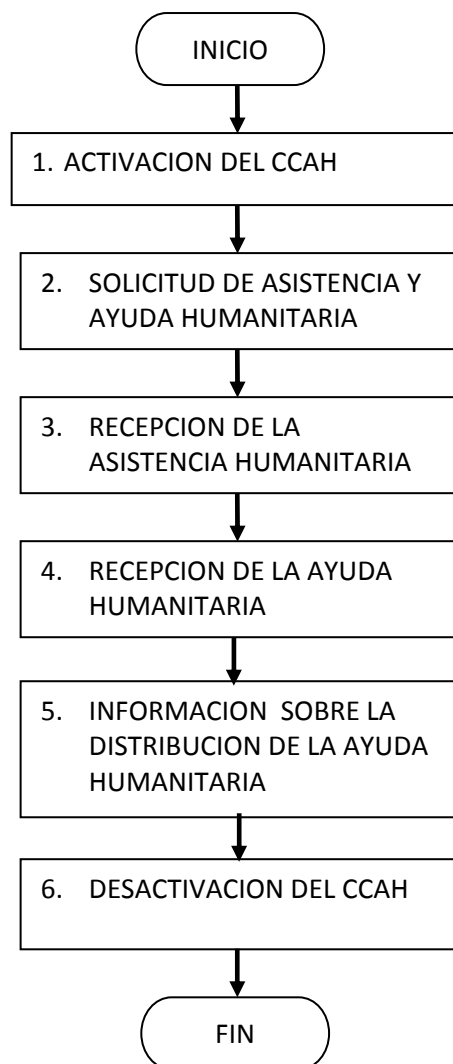 INICIO
1. ACTIVACION DEL CCAH
2. SOLICITUD DE ASISTENCIA Y
AYUDA HUMANITARIA
3. RECEPCION DE LA
ASISTENCIA HUMANITARIA
4. RECEPCION DE LA AYUDA
HUMANITARIA
5. INFORMACION SOBRE LA
DISTRIBUCION DE LA AYUDA
HUMANITARIA
6. DESACTIVACION DEL CCAH
FIN